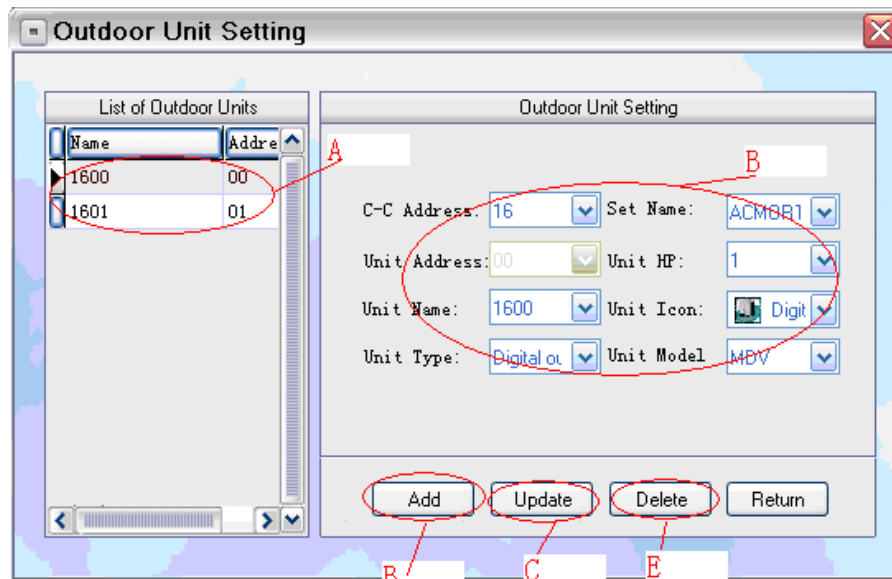 Outdoor Unit Setting
List of Outdoor Units
Outdoor Unit Setting
Name Addre
A
B
1600 00
1601 01
C-C Address: 16 Set Name: ACMOR1
Unit Address: 00 Unit HP: 1
Unit Name: 1600 Unit Icon: Digit
Unit Type: Digital ou Unit Model MDV
Add Update Delete Return
B C E